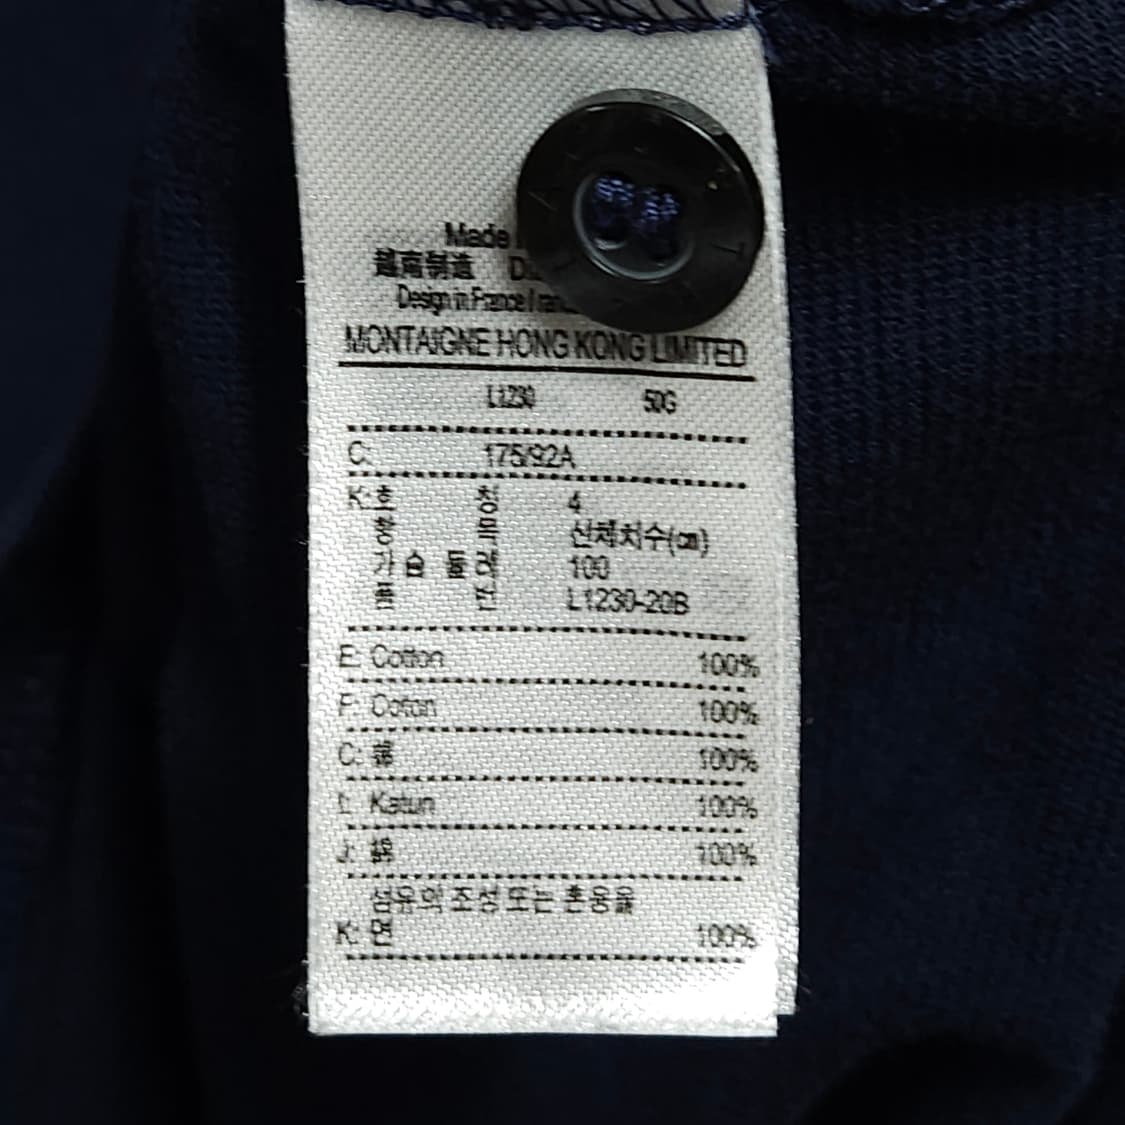 Made
越南制造
Design in France
MONTAIGNE HONG KONG LIMITED
L1230 50G
C: 175/92A
K: 호 칭 4
항 목 신체치수(㎝)
가 슴 둘 레 100
품 번 L1230-20B
E: Cotton 100%
F: Coton 100%
C: 棉 100%
I: Katun 100%
J: 綿 100%
섬유의 조성 또는 혼용율
K: 면 100%